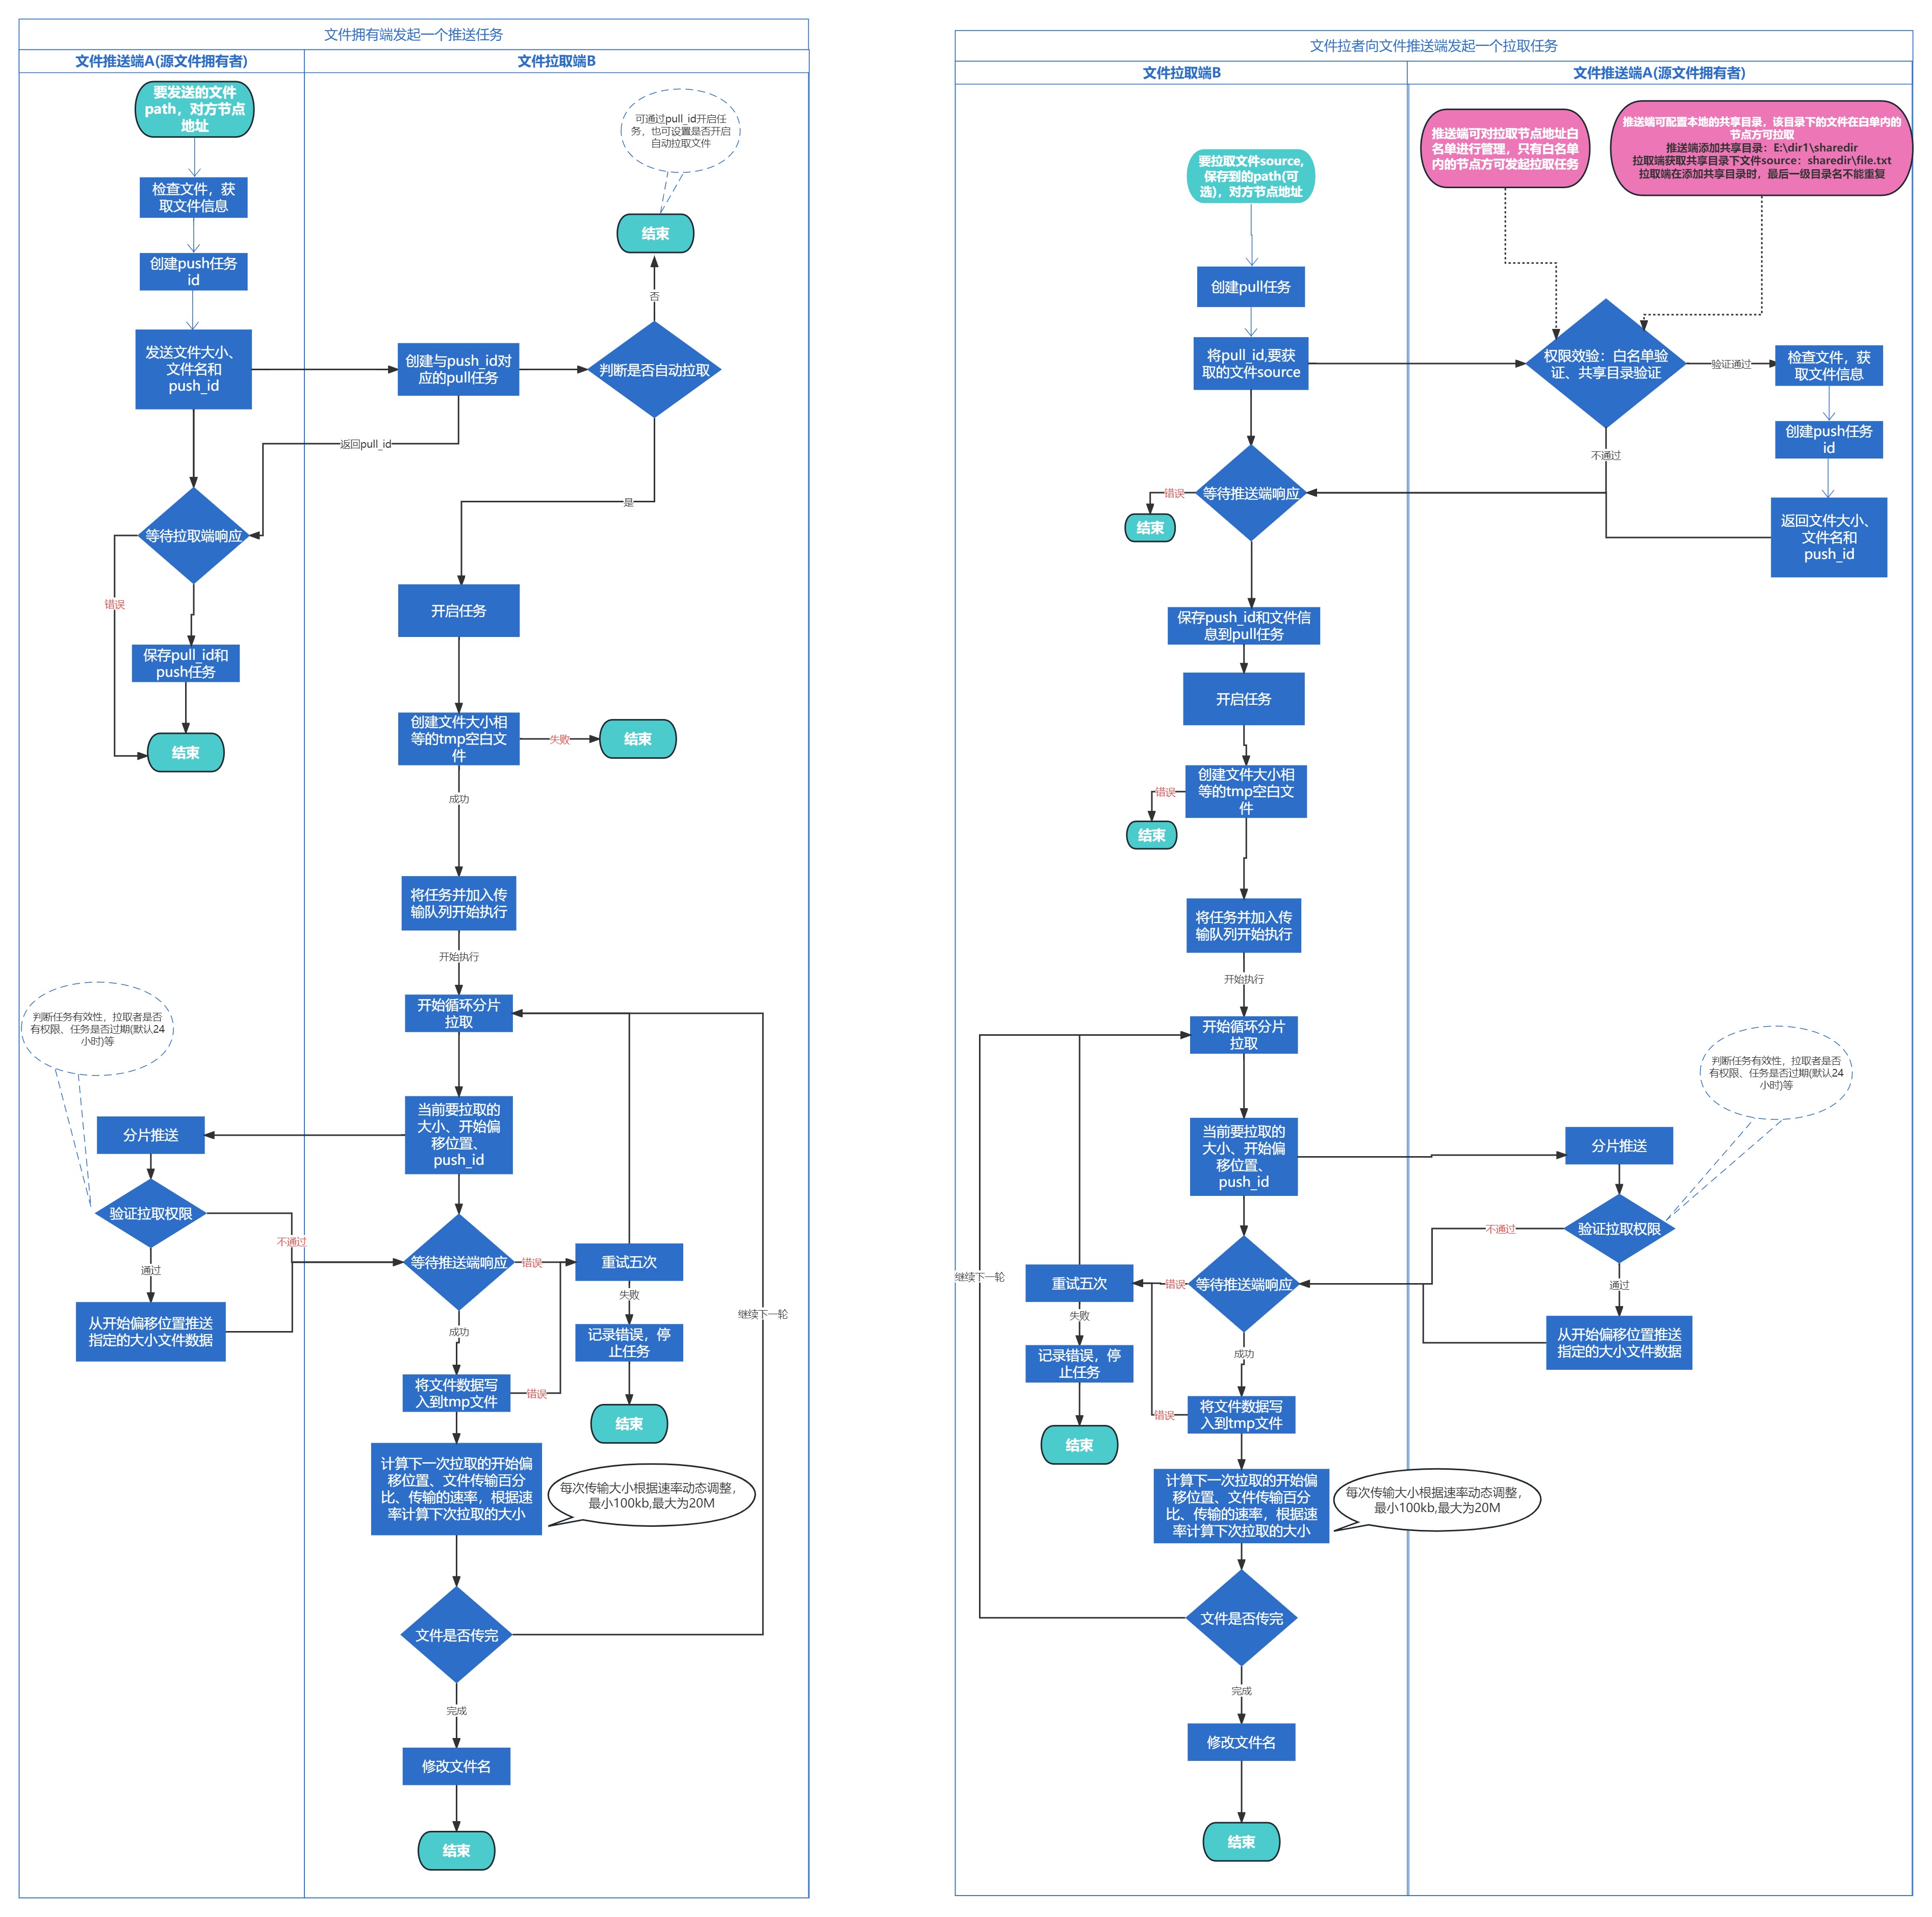 文件拥有端发起一个推送任务
文件推送端A(源文件拥有者)
文件拉取端B
要发送的文件
path，对方节点
地址
检查文件，获
取文件信息
创建push任务
id
发送文件大小、
文件名和
push_id
等待拉取端响应
错误
保存pull_id和
push任务
结束
可通过pull_id开启任
务，也可设置是否开启
自动拉取文件
结束
否
创建与push_id对
应的pull任务
判断是否自动拉取
返回pull_id
是
开启任务
创建文件大小相
等的tmp空白文
件
失败
结束
成功
将任务并加入传
输队列开始执行
开始执行
开始循环分片
拉取
判断任务有效性，拉取者是否
有权限、任务是否过期(默认24
小时)等
当前要拉取的
大小、开始偏
移位置、
push_id
分片推送
验证拉取权限
不通过
通过
从开始偏移位置推送
指定的大小文件数据
等待推送端响应
错误
重试五次
失败
记录错误，停
止任务
结束
继续下一轮
成功
将文件数据写
入到tmp文件
错误
计算下一次拉取的开始偏
移位置、文件传输百分
比、传输的速率，根据速
率计算下次拉取的大小
每次传输大小根据速率动态调整，
最小100kb,最大为20M
文件是否传完
完成
修改文件名
结束
文件拉者向文件推送端发起一个拉取任务
文件拉取端B
文件推送端A(源文件拥有者)
要拉取文件source,
保存到的path(可
选)，对方节点地址
推送端可对拉取节点地址白
名单进行管理，只有白名单
内的节点方可发起拉取任务
推送端可配置本地的共享目录，该目录下的文件在白单内的
节点方可拉取
推送端添加共享目录：E:\dir1\sharedir
拉取端获取共享目录下文件source：sharedir\file.txt
拉取端在添加共享目录时，最后一级目录名不能重复
创建pull任务
将pull_id,要获
取的文件source
权限效验：白名单验
证、共享目录验证
验证通过
检查文件，获
取文件信息
创建push任务
id
不通过
返回文件大小、
文件名和
push_id
等待推送端响应
错误
结束
保存push_id和文件信
息到pull任务
开启任务
创建文件大小相
等的tmp空白文
件
错误
结束
将任务并加入传
输队列开始执行
开始执行
开始循环分片
拉取
判断任务有效性，拉取者是否
有权限、任务是否过期(默认24
小时)等
当前要拉取的
大小、开始偏
移位置、
push_id
分片推送
验证拉取权限
不通过
通过
从开始偏移位置推送
指定的大小文件数据
等待推送端响应
错误
重试五次
继续下一轮
失败
记录错误，停
止任务
结束
成功
将文件数据写
入到tmp文件
错误
计算下一次拉取的开始偏
移位置、文件传输百分
比、传输的速率，根据速
率计算下次拉取的大小
每次传输大小根据速率动态调整，
最小100kb,最大为20M
文件是否传完
完成
修改文件名
结束